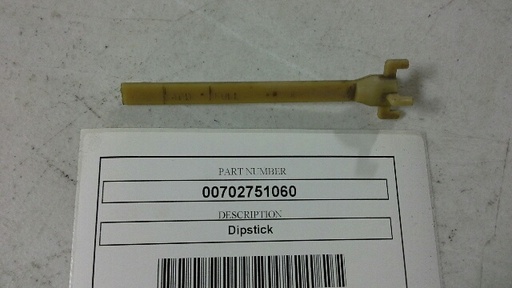 PART NUMBER
00702751060
DESCRIPTION
Dipstick